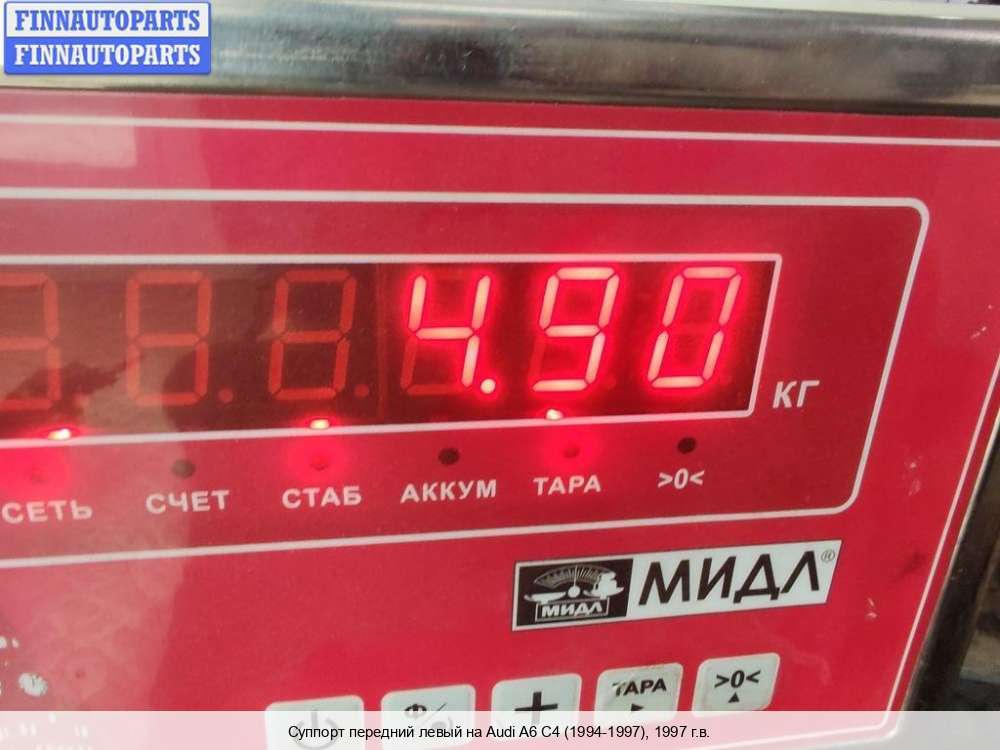 FINNAUTOPARTS
FINNAUTOPARTS
4.90
КГ
СЕТЬ СЧЕТ СТАБ АККУМ ТАРА >0<
МИДЛ МИДЛ®
ТАРА >0<
Суппорт передний левый на Audi A6 C4 (1994-1997), 1997 г.в.